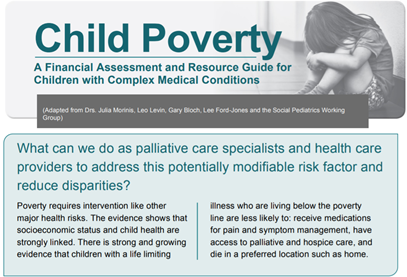 Child Poverty
A Financial Assessment and Resource Guide for
Children with Complex Medical Conditions
(Adapted from Drs. Julia Morinis, Leo Levin, Gary Bloch, Lee Ford-Jones and the Social Pediatrics Working
Group)
What can we do as palliative care specialists and health care
providers to address this potentially modifiable risk factor and
reduce disparities?
Poverty requires intervention like other
major health risks. The evidence shows that
socioeconomic status and child health are
strongly linked. There is strong and growing
evidence that children with a life limiting
illness who are living below the poverty
line are less likely to: receive medications
for pain and symptom management, have
access to palliative and hospice care, and
die in a preferred location such as home.